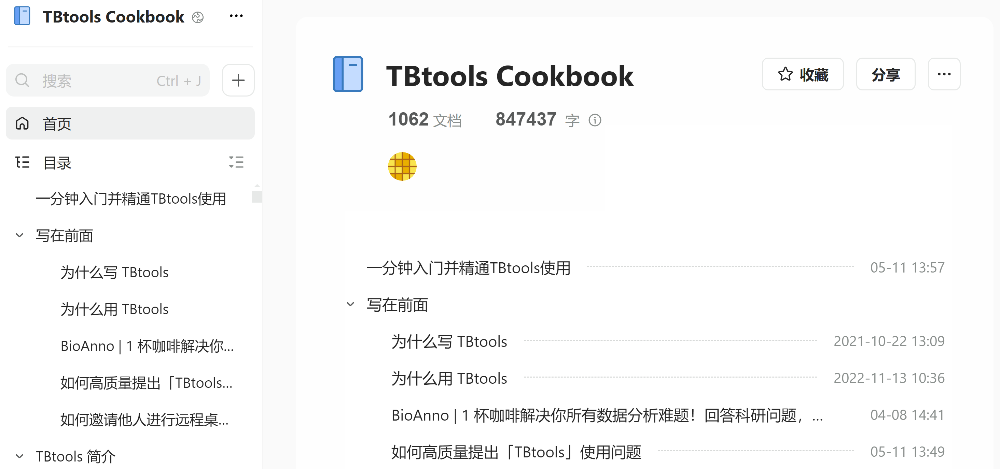 TBtools Cookbook
搜索 Ctrl + J
首页
目录
一分钟入门并精通TBtools使用
写在前面
为什么写 TBtools
为什么用 TBtools
BioAnno | 1 杯咖啡解决你...
如何高质量提出「TBtools...
如何邀请他人进行远程桌...
TBtools 简介
TBtools Cookbook
收藏
分享
1062 文档 847437 字
一分钟入门并精通TBtools使用 05-11 13:57
写在前面
为什么写 TBtools 2021-10-22 13:09
为什么用 TBtools 2022-11-13 10:36
BioAnno | 1 杯咖啡解决你所有数据分析难题！回答科研问题，... 04-08 14:41
如何高质量提出「TBtools」使用问题 05-11 13:49